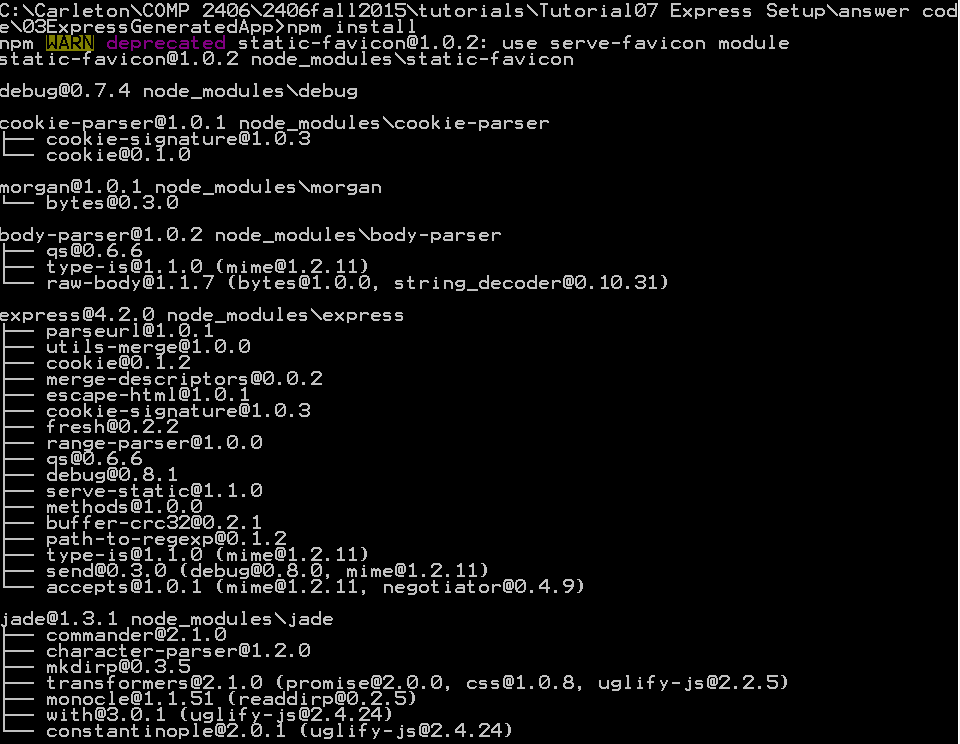 C:\Carleton\COMP 2406\2406fall2015\tutorials\Tutorial07 Express Setup\answer cod
e\03ExpressGeneratedApp>npm install
npm WARN deprecated static-favicon@1.0.2: use serve-favicon module
static-favicon@1.0.2 node_modules\static-favicon

debug@0.7.4 node_modules\debug

cookie-parser@1.0.1 node_modules\cookie-parser
├── cookie-signature@1.0.3
└── cookie@0.1.0

morgan@1.0.1 node_modules\morgan
└── bytes@0.3.0

body-parser@1.0.2 node_modules\body-parser
├── qs@0.6.6
├── type-is@1.1.0 (mime@1.2.11)
└── raw-body@1.1.7 (bytes@1.0.0, string_decoder@0.10.31)

express@4.2.0 node_modules\express
├── parseurl@1.0.1
├── utils-merge@1.0.0
├── cookie@0.1.2
├── merge-descriptors@0.0.2
├── escape-html@1.0.1
├── cookie-signature@1.0.3
├── fresh@0.2.2
├── range-parser@1.0.0
├── qs@0.6.6
├── debug@0.8.1
├── serve-static@1.1.0
├── methods@1.0.0
├── buffer-crc32@0.2.1
├── path-to-regexp@0.1.2
├── type-is@1.1.0 (mime@1.2.11)
├── send@0.3.0 (debug@0.8.0, mime@1.2.11)
└── accepts@1.0.1 (mime@1.2.11, negotiator@0.4.9)

jade@1.3.1 node_modules\jade
├── commander@2.1.0
├── character-parser@1.2.0
├── mkdirp@0.3.5
├── transformers@2.1.0 (promise@2.0.0, css@1.0.8, uglify-js@2.2.5)
├── monocle@1.1.51 (readdirp@0.2.5)
├── with@3.0.1 (uglify-js@2.4.24)
└── constantinople@2.0.1 (uglify-js@2.4.24)